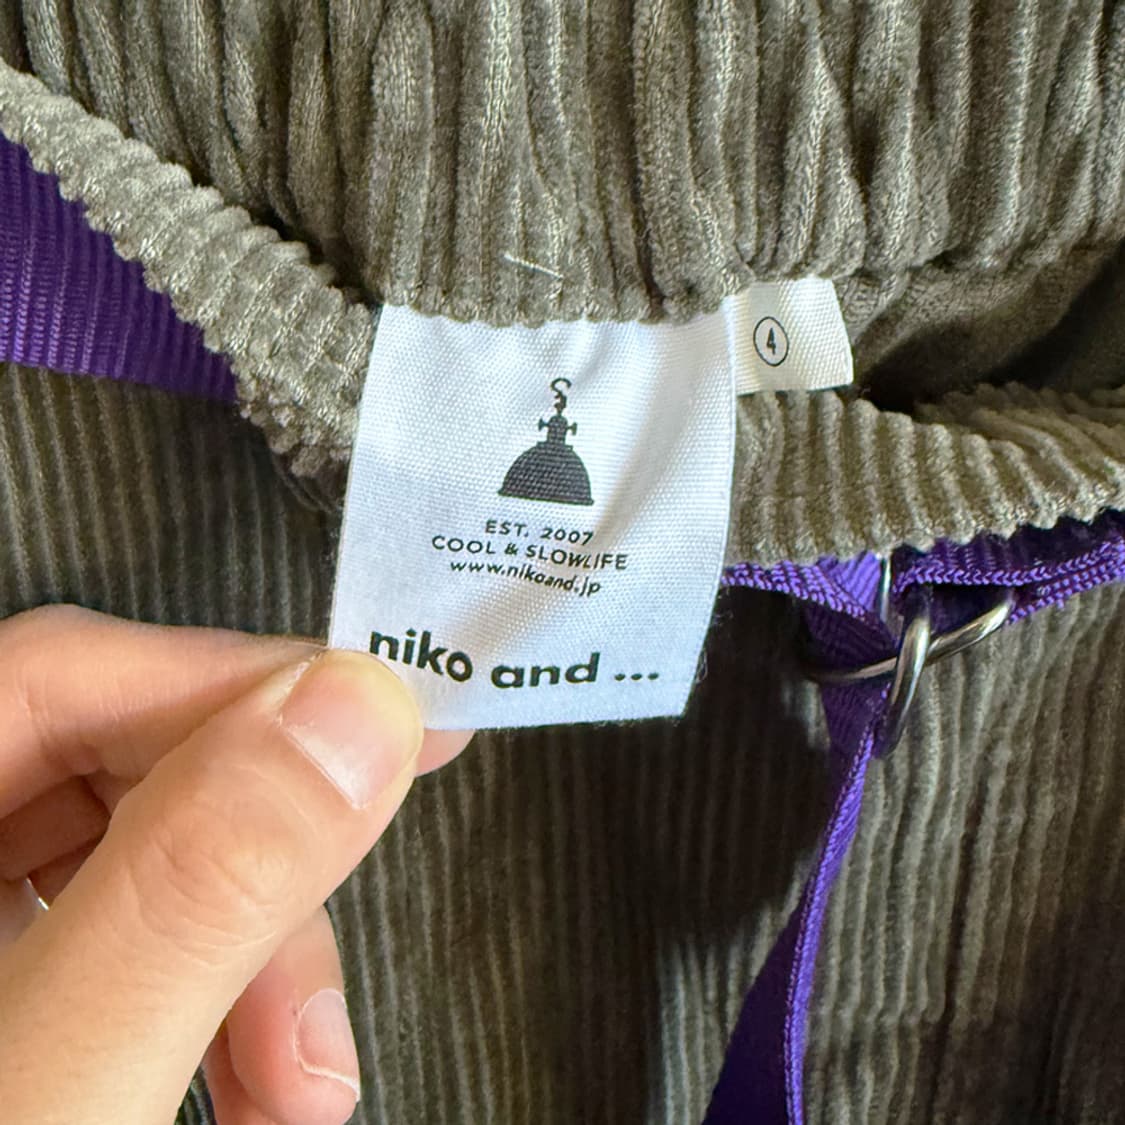 4
EST. 2007
COOL & SLOWLIFE
www.nikoand.jp
niko and ...